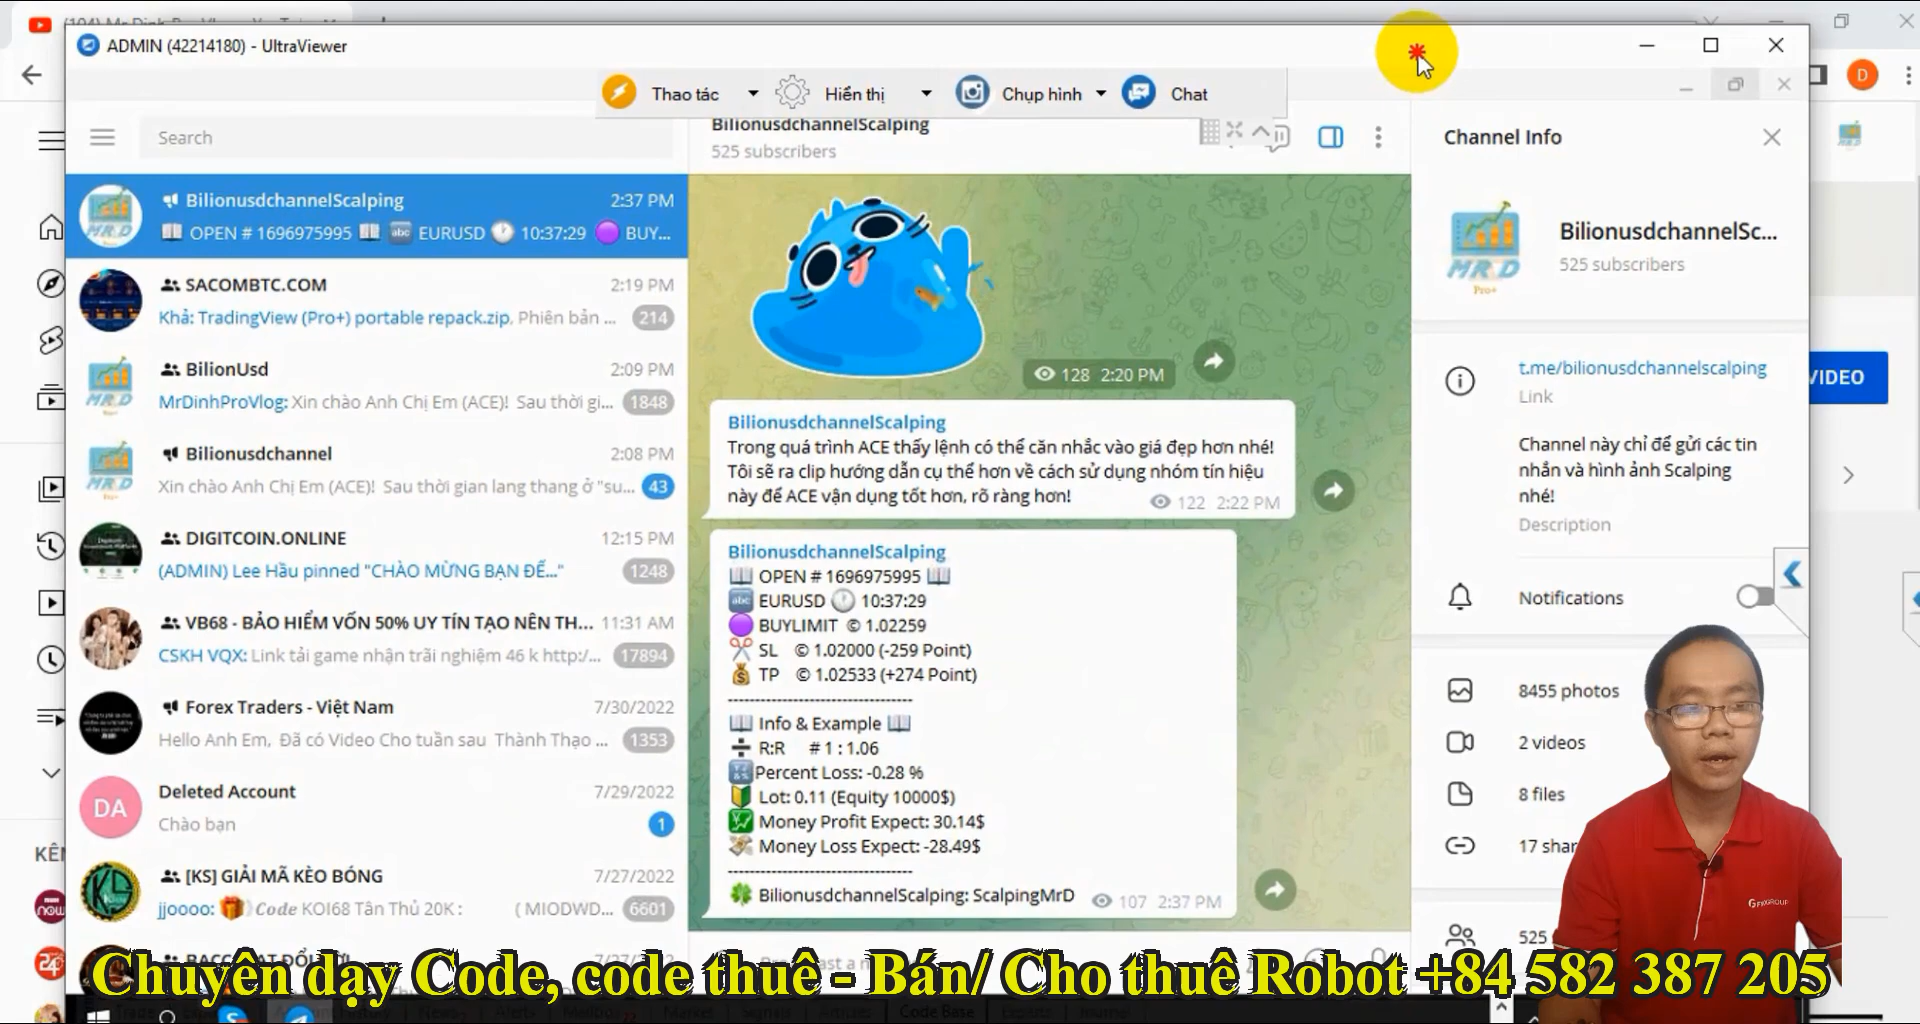 ADMIN (42214180) - UltraViewer
Thao tác
Hiển thị
Chụp hình
Chat
D
Search
BilionusdchannelScalping
525 subscribers
Channel Info
BilionusdchannelScalping 2:37 PM
OPEN # 1696975995 EURUSD 10:37:29 BUY...
SACOMBTC.COM 2:19 PM
Khả: TradingView (Pro+) portable repack.zip, Phiên bản ... 214
BilionUsd 2:09 PM
MrDinhProVlog: Xin chào Anh Chị Em (ACE)! Sau thời gi... 1848
Bilionusdchannel 2:08 PM
Xin chào Anh Chị Em (ACE)! Sau thời gian lang thang ở "su... 43
DIGITCOIN.ONLINE 12:15 PM
(ADMIN) Lee Hầu pinned "CHÀO MỪNG BẠN ĐẾ..." 1248
VB68 - BẢO HIỂM VỐN 50% UY TÍN TẠO NÊN TH... 11:31 AM
CSKH VQX: Link tải game nhận trãi nghiệm 46 k http:/... 17894
Forex Traders - Việt Nam 7/30/2022
Hello Anh Em, Đã có Video Cho tuần sau Thành Thạo ... 1353
DA
Deleted Account 7/29/2022
Chào bạn 1
[KS] GIẢI MÃ KÈO BÓNG 7/27/2022
jjoooo: Code KOI68 Tân Thủ 20K : ( MIODWD... 6601
128 2:20 PM
BilionusdchannelScalping
Trong quá trình ACE thấy lệnh có thể căn nhắc vào giá đẹp hơn nhé!
Tôi sẽ ra clip hướng dẫn cụ thể hơn về cách sử dụng nhóm tín hiệu
này để ACE vận dụng tốt hơn, rõ ràng hơn!
122 2:22 PM
BilionusdchannelScalping
OPEN # 1696975995
abc EURUSD 10:37:29
BUYLIMIT © 1.02259
SL © 1.02000 (-259 Point)
TP © 1.02533 (+274 Point)
----------------------------------
Info & Example
R:R # 1 : 1.06
Percent Loss: -0.28 %
Lot: 0.11 (Equity 10000$)
Money Profit Expect: 30.14$
Money Loss Expect: -28.49$
----------------------------------
BilionusdchannelScalping: ScalpingMrD
107 2:37 PM
MR D
Pro+
BilionusdchannelSc...
525 subscribers
t.me/bilionusdchannelscalping
Link
Channel này chỉ để gửi các tin
nhắn và hình ảnh Scalping
nhé!
Description
Notifications
8455 photos
2 videos
8 files
17 shar
525
VIDEO
KÊN
Chuyên dạy Code, code thuê - Bán/ Cho thuê Robot +84 582 387 205
Code Base